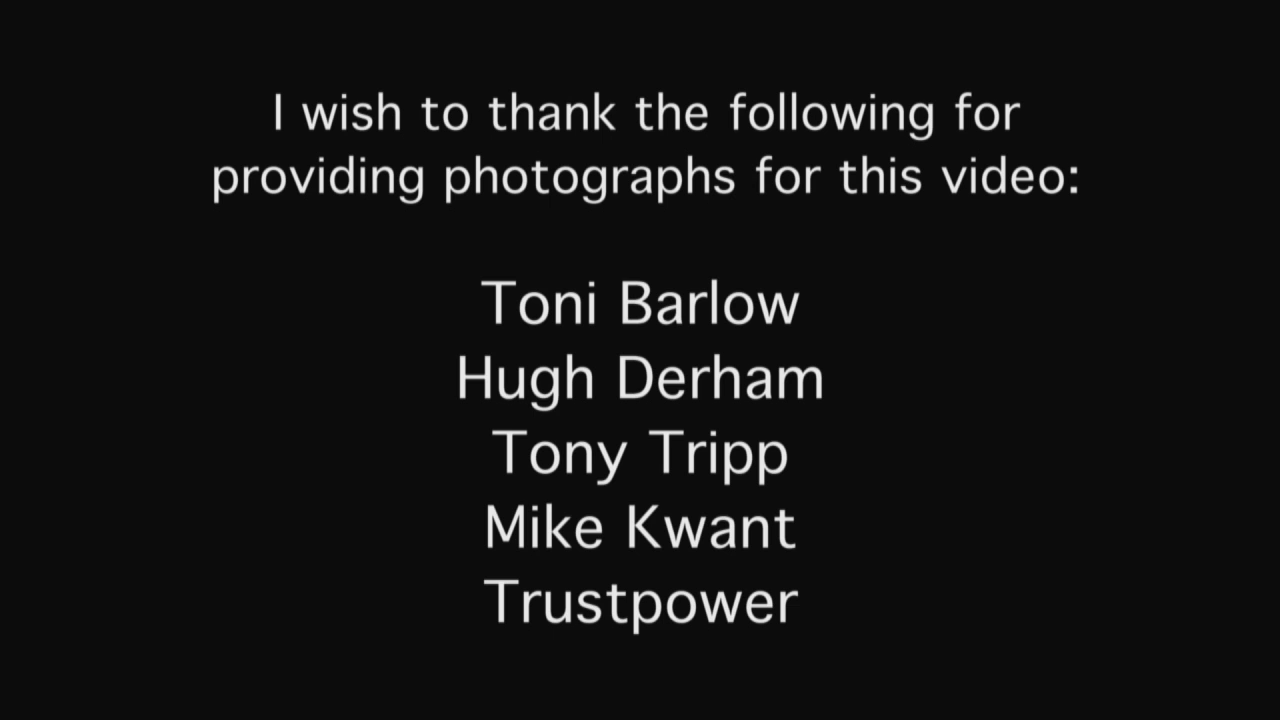 I wish to thank the following for
providing photographs for this video:
Toni Barlow
Hugh Derham
Tony Tripp
Mike Kwant
Trustpower